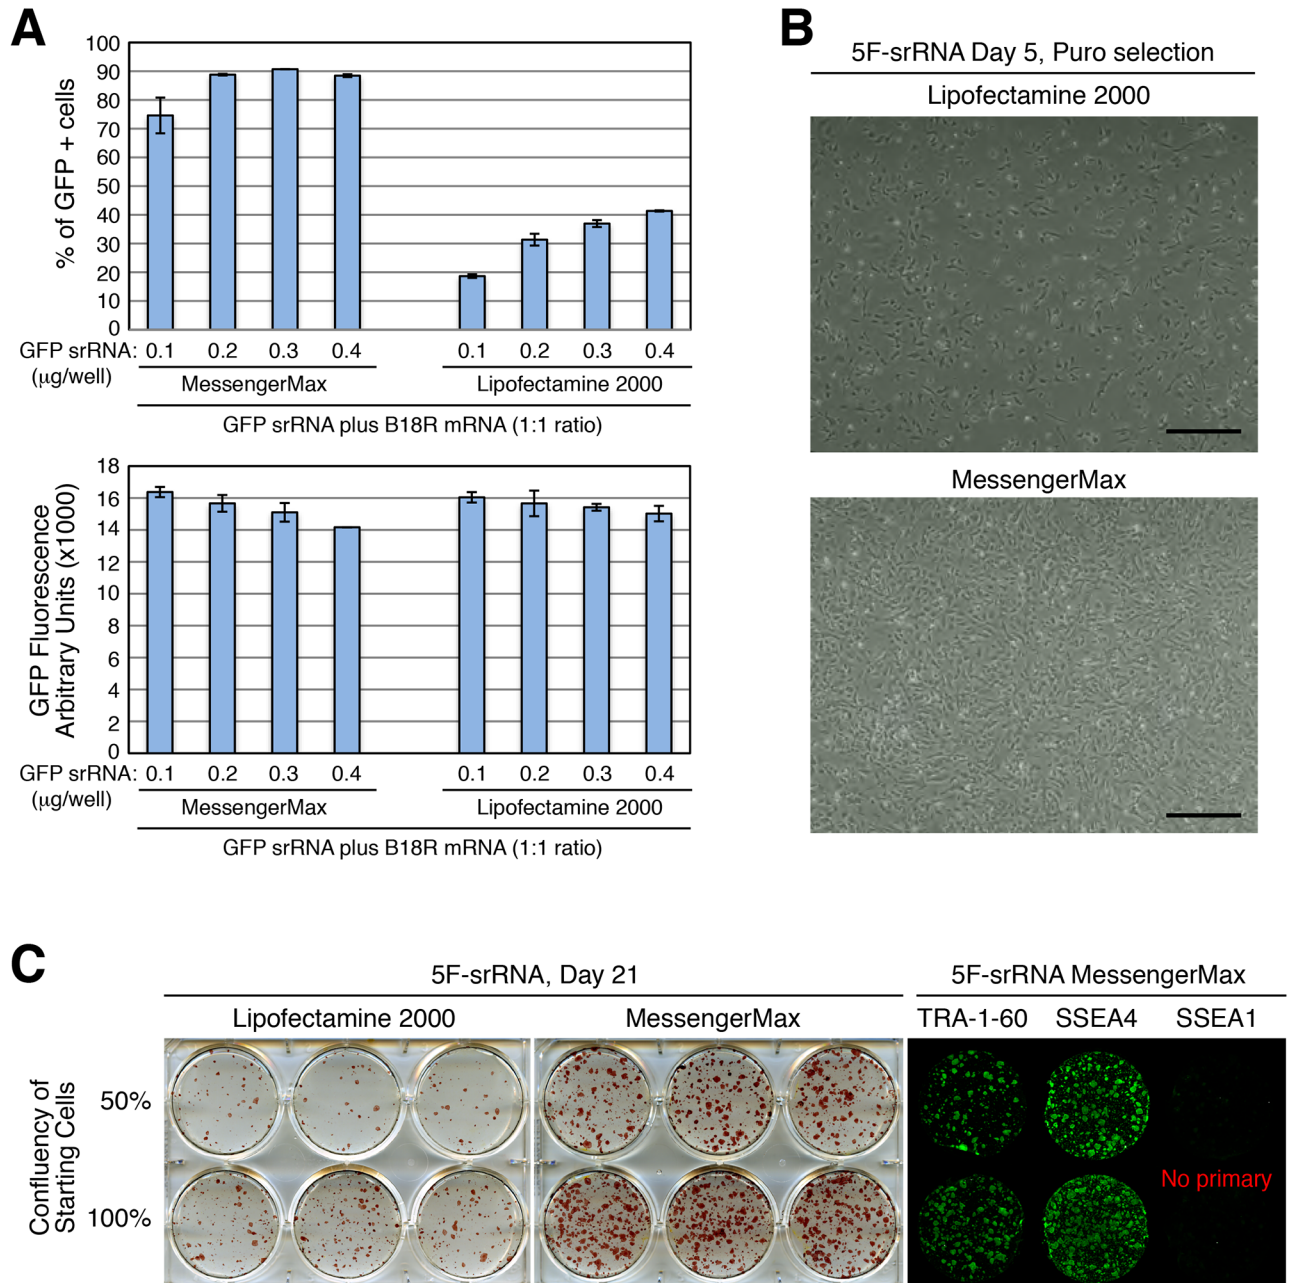 A
100
90
80
70
60
50
40
30
20
10
0
% of GFP + cells
GFP srRNA: 0.1 0.2 0.3 0.4 0.1 0.2 0.3 0.4
(µg/well)
MessengerMax Lipofectamine 2000
GFP srRNA plus B18R mRNA (1:1 ratio)
18
16
14
12
10
8
6
4
2
0
GFP Fluorescence
Arbitrary Units (x1000)
GFP srRNA: 0.1 0.2 0.3 0.4 0.1 0.2 0.3 0.4
(µg/well)
MessengerMax Lipofectamine 2000
GFP srRNA plus B18R mRNA (1:1 ratio)
B
5F-srRNA Day 5, Puro selection
Lipofectamine 2000
MessengerMax
C
5F-srRNA, Day 21 5F-srRNA MessengerMax
Lipofectamine 2000 MessengerMax TRA-1-60 SSEA4 SSEA1
Confluency of
Starting Cells
50%
No primary
100%